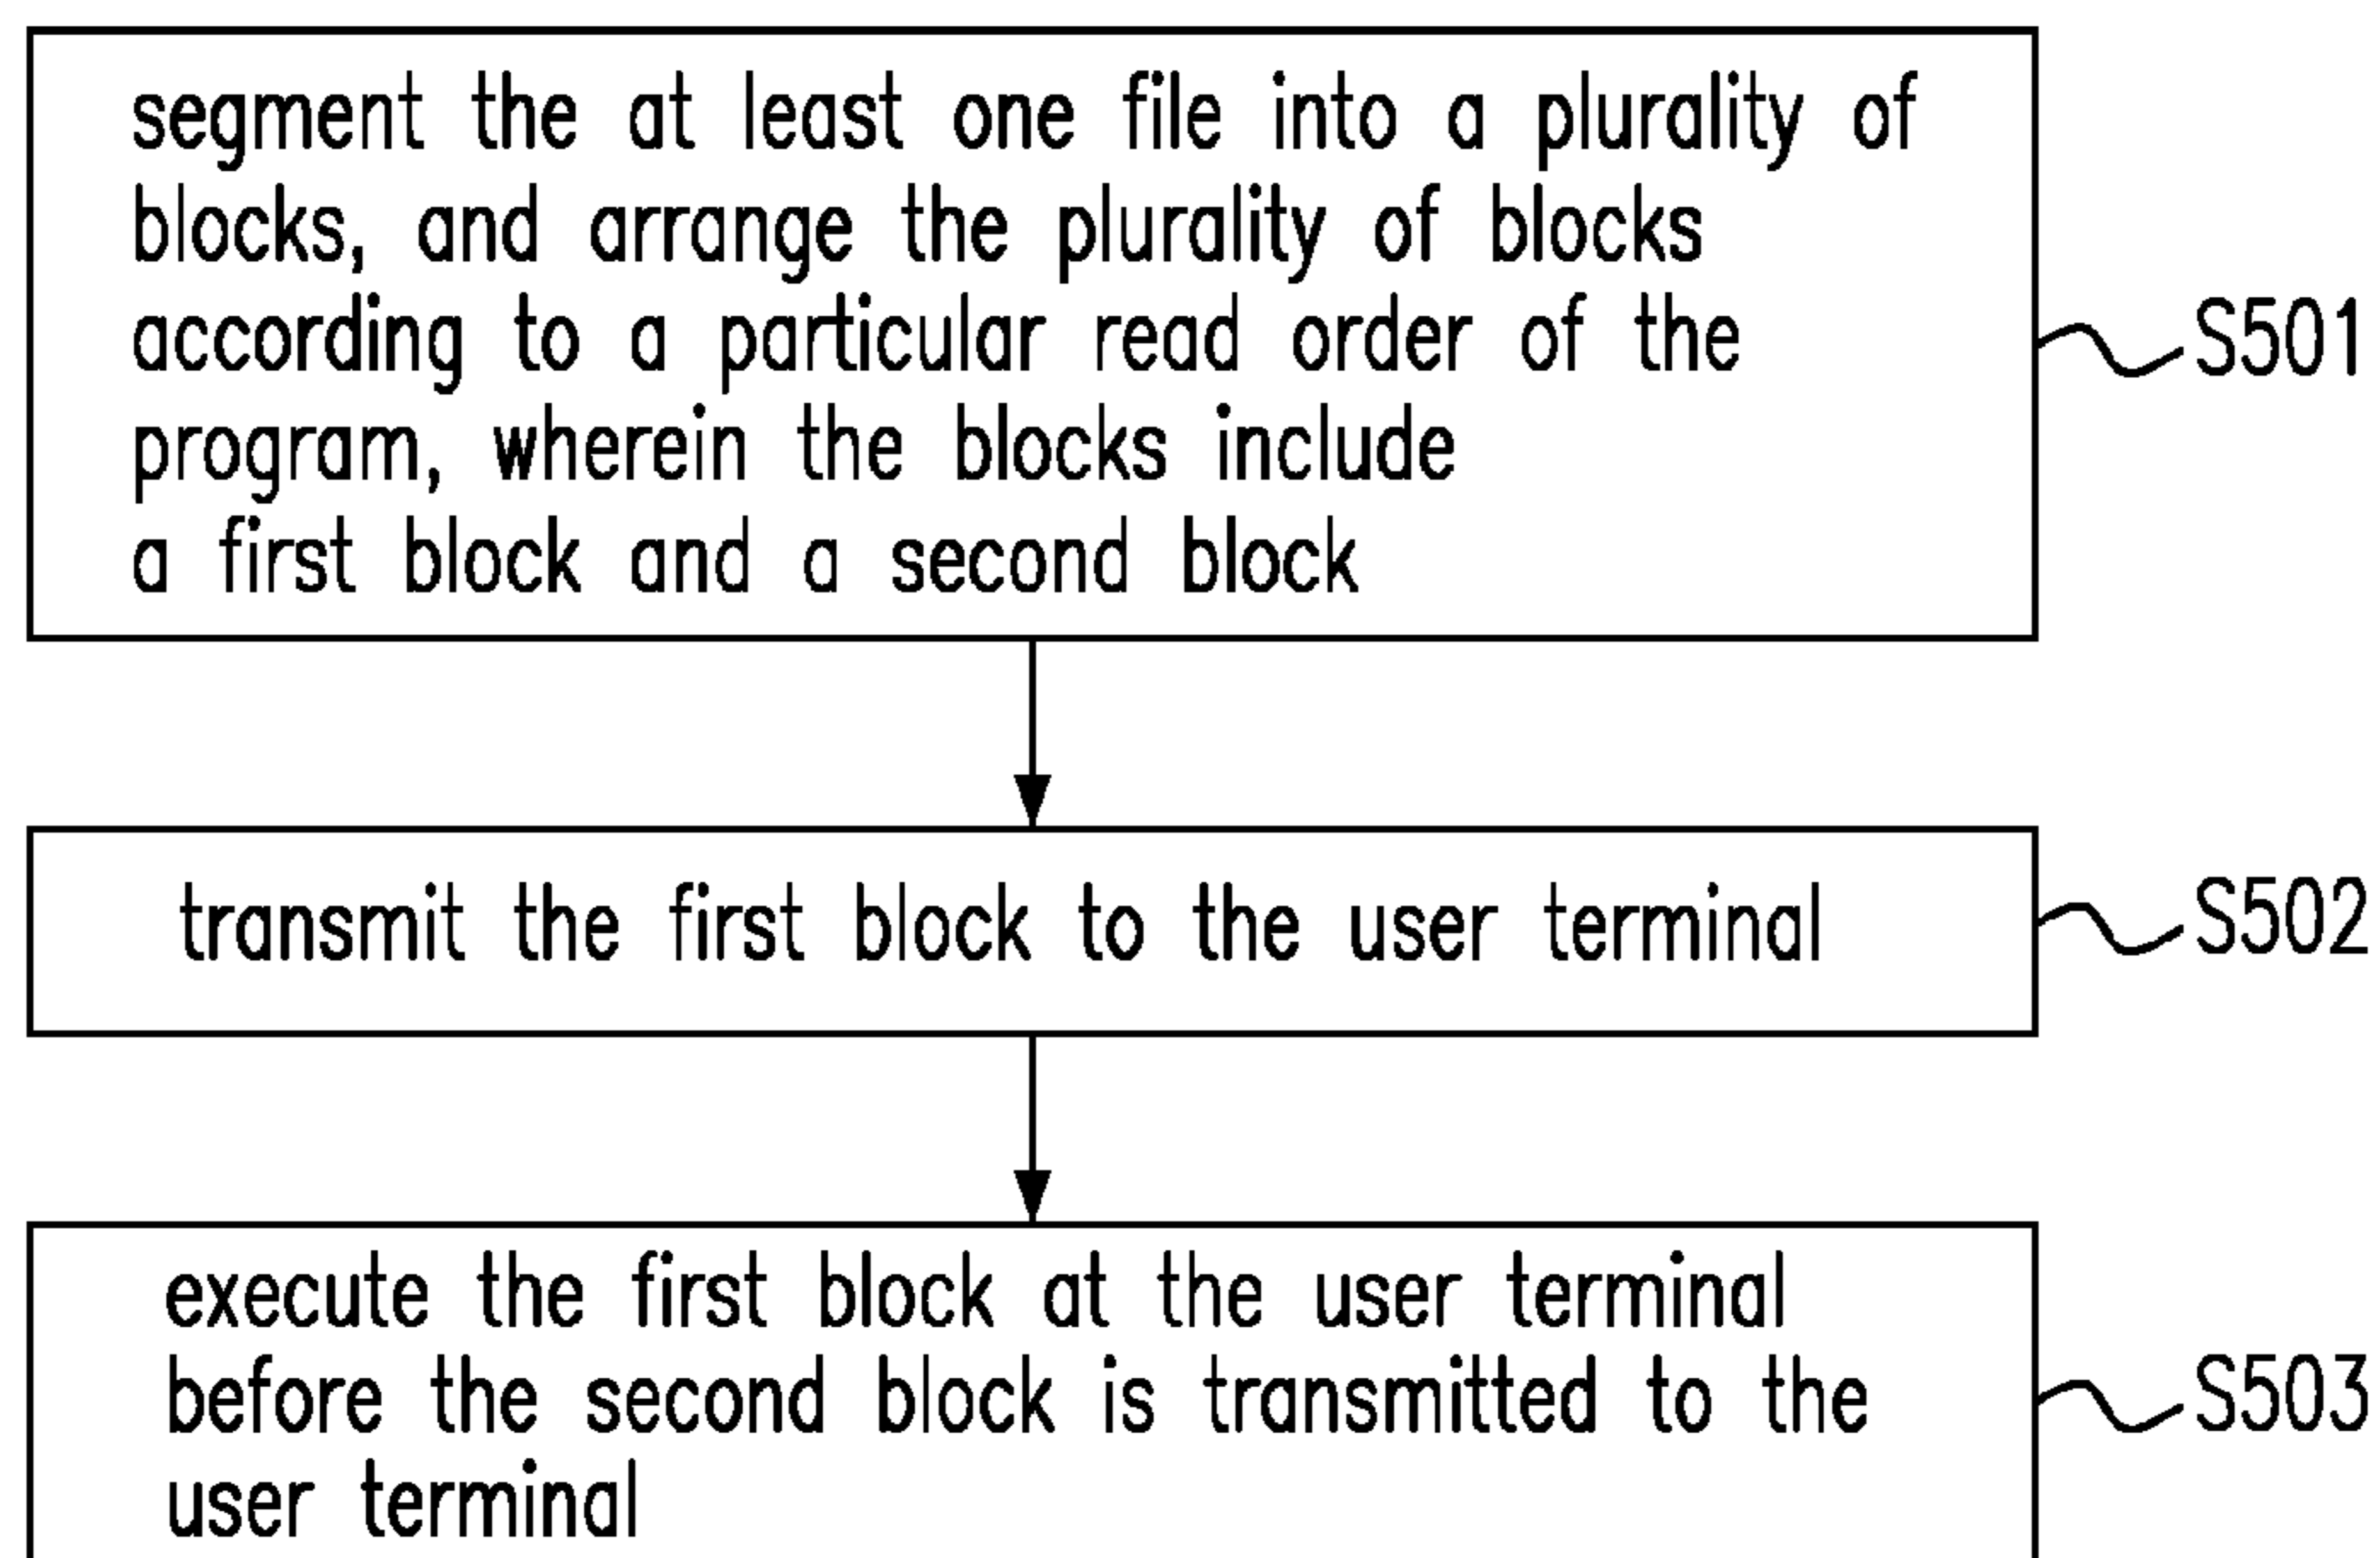 segment the at least one file into a plurality of
blocks, and arrange the plurality of blocks
according to a particular read order of the
program, wherein the blocks include
a first block and a second block
S501
transmit the first block to the user terminal
S502
execute the first block at the user terminal
before the second block is transmitted to the
user terminal
S503